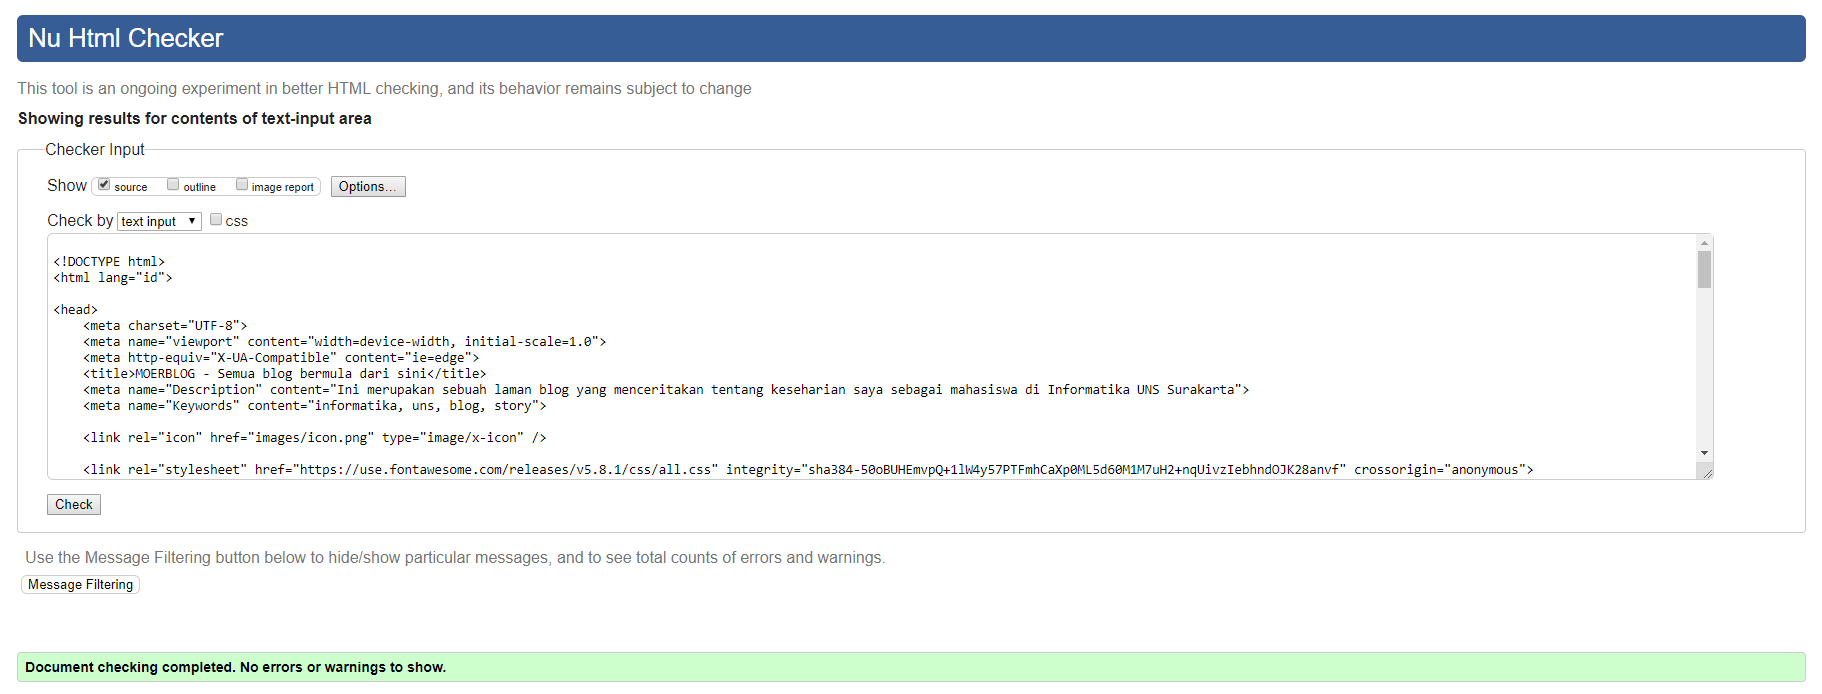 Nu Html Checker
This tool is an ongoing experiment in better HTML checking, and its behavior remains subject to change
Showing results for contents of text-input area
Checker Input
Show source outline image report Options...
Check by text input css
<!DOCTYPE html>
<html lang="id">
<head>
<meta charset="UTF-8">
<meta name="viewport" content="width=device-width, initial-scale=1.0">
<meta http-equiv="X-UA-Compatible" content="ie=edge">
<title>MOERBLOG - Semua blog bermula dari sini</title>
<meta name="Description" content="Ini merupakan sebuah laman blog yang menceritakan tentang keseharian saya sebagai mahasiswa di Informatika UNS Surakarta">
<meta name="Keywords" content="informatika, uns, blog, story">
<link rel="icon" href="images/icon.png" type="image/x-icon" />
<link rel="stylesheet" href="https://use.fontawesome.com/releases/v5.8.1/css/all.css" integrity="sha384-50oBUHEmvpQ+1lW4y57PTFmhCaXp0ML5d60M1M7uH2+nqUivzIebhndOJK28anvf" crossorigin="anonymous">
Check
Use the Message Filtering button below to hide/show particular messages, and to see total counts of errors and warnings.
Message Filtering
Document checking completed. No errors or warnings to show.